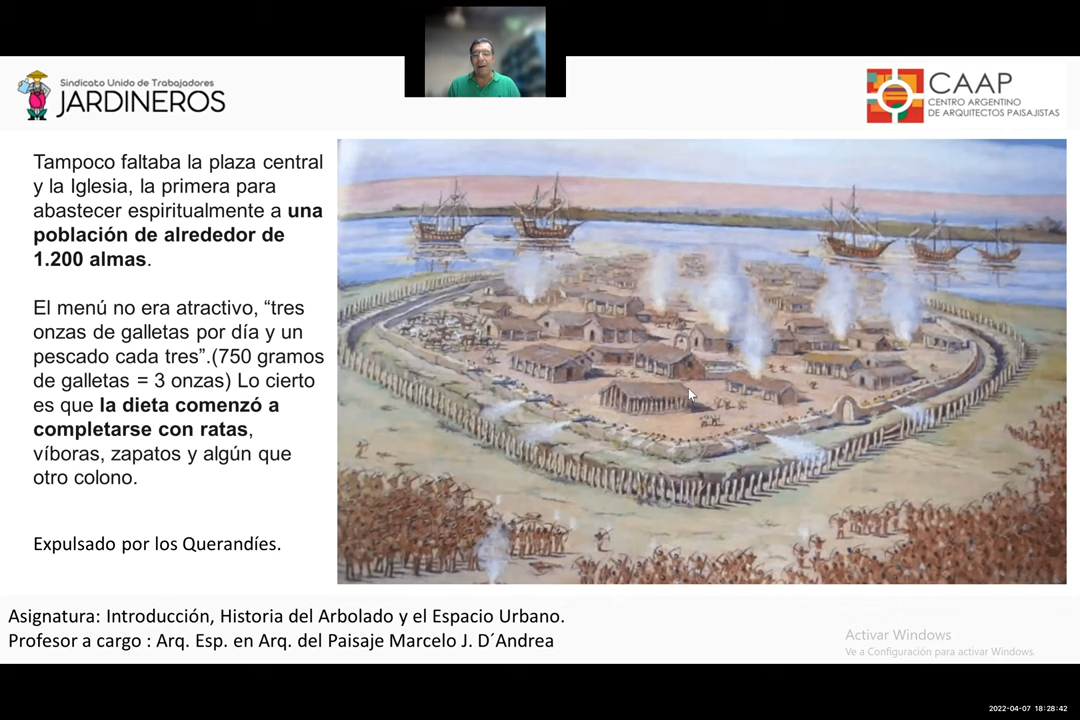 Sindicato Unido de Trabajadores
JARDINEROS
CAAP
CENTRO ARGENTINO
DE ARQUITECTOS PAISAJISTAS
Tampoco faltaba la plaza central
y la Iglesia, la primera para
abastecer espiritualmente a una
población de alrededor de
1.200 almas.
El menú no era atractivo, “tres
onzas de galletas por día y un
pescado cada tres”.(750 gramos
de galletas = 3 onzas) Lo cierto
es que la dieta comenzó a
completarse con ratas,
víboras, zapatos y algún que
otro colono.
Expulsado por los Querandíes.
Asignatura: Introducción, Historia del Arbolado y el Espacio Urbano.
Profesor a cargo : Arq. Esp. en Arq. del Paisaje Marcelo J. D´Andrea
Activar Windows
Ve a Configuración para activar Windows.
2022-04-07 18:28:42